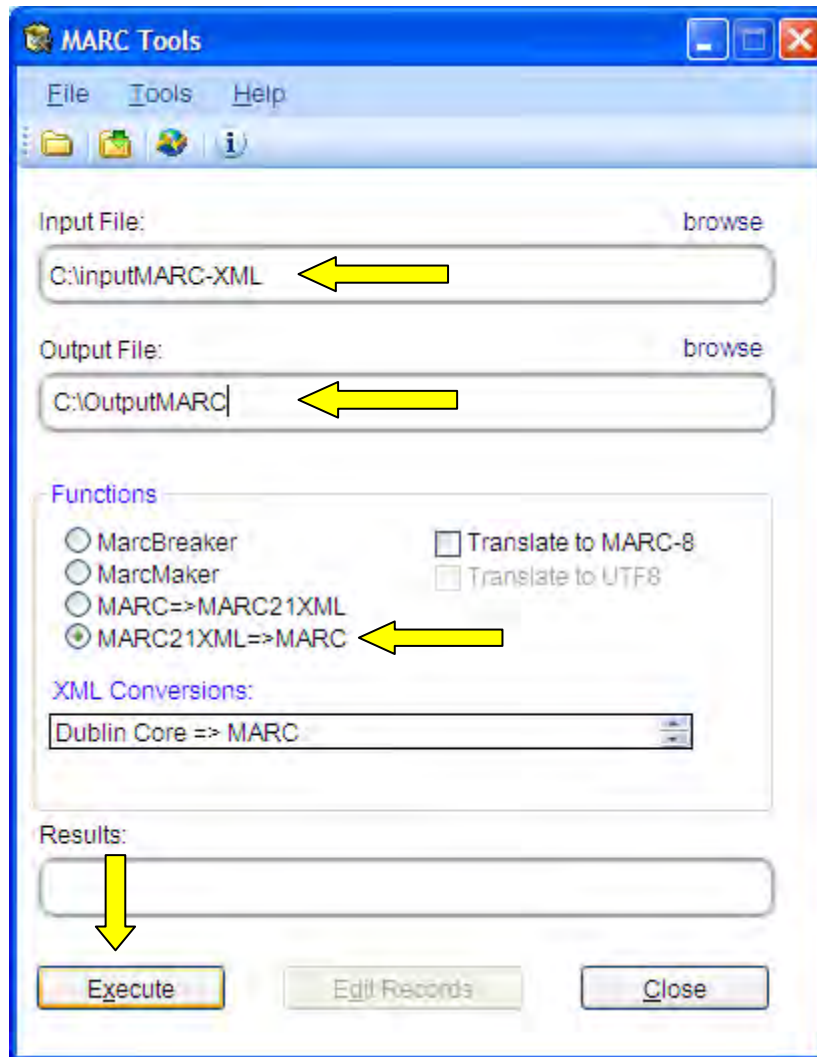 MARC Tools
File Tools Help
Input File: browse
C:\inputMARC-XML
Output File: browse
C:\OutputMARC
Functions
MarcBreaker Translate to MARC-8
MarcMaker Translate to UTF8
MARC=>MARC21XML
MARC21XML=>MARC
XML Conversions:
Dublin Core => MARC
Results:
Execute Edit Records Close